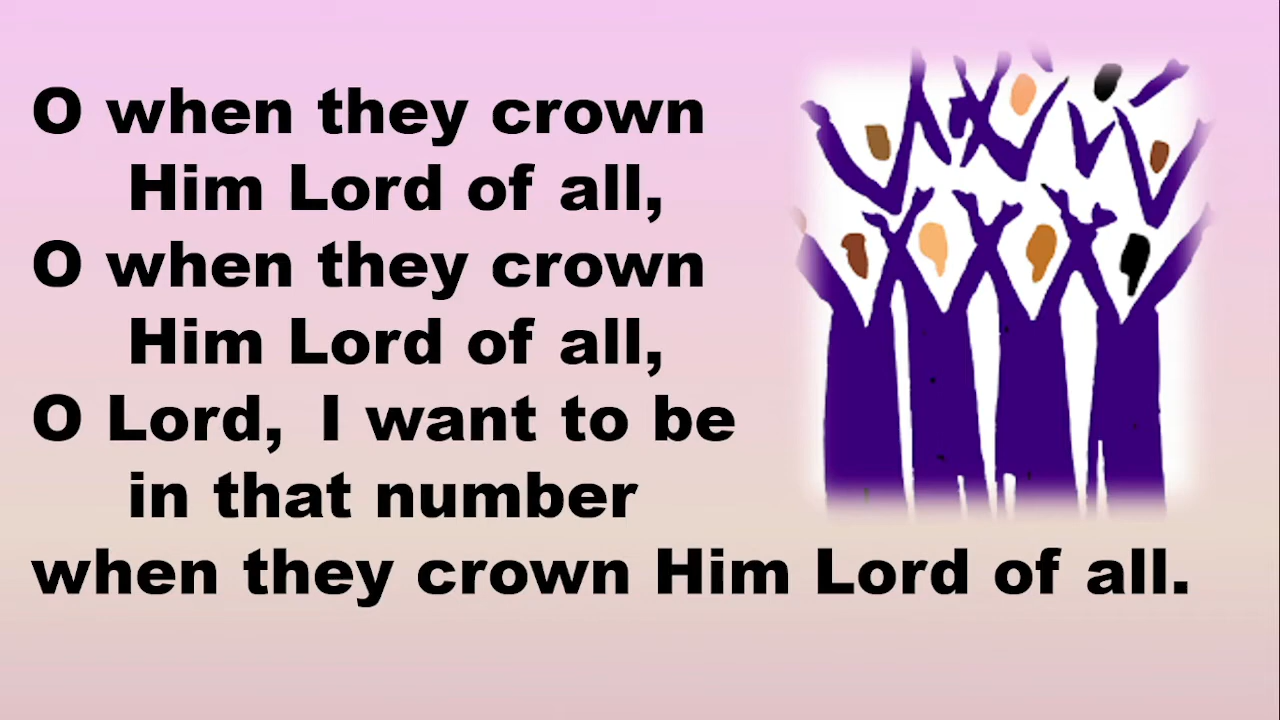 O when they crown
Him Lord of all,
O when they crown
Him Lord of all,
O Lord, I want to be
in that number
when they crown Him Lord of all.